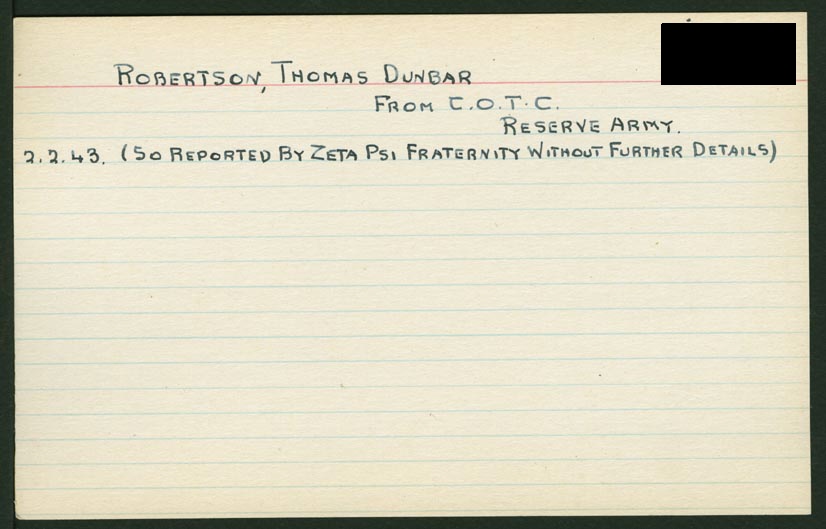 Robertson, Thomas Dunbar
From C.O.T.C.
Reserve Army.
2.2.43. (So Reported By Zeta Psi Fraternity Without Further Details)